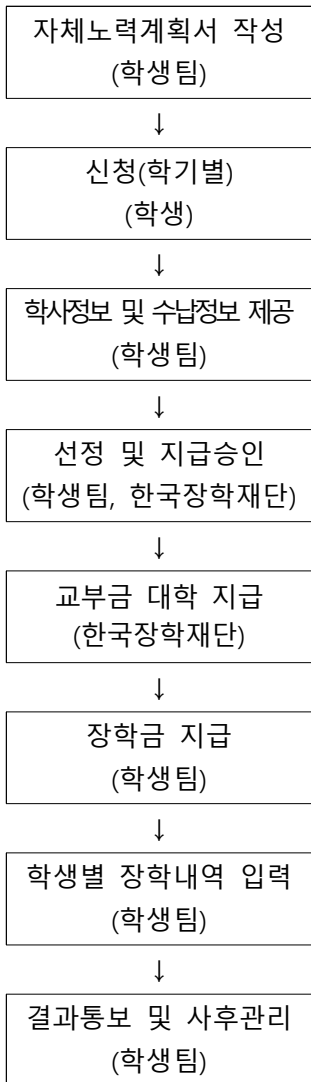 자체노력계획서 작성
(학생팀)
↓
신청(학기별)
(학생)
↓
학사정보 및 수납정보 제공
(학생팀)
↓
선정 및 지급승인
(학생팀, 한국장학재단)
↓
교부금 대학 지급
(한국장학재단)
↓
장학금 지급
(학생팀)
↓
학생별 장학내역 입력
(학생팀)
↓
결과통보 및 사후관리
(학생팀)